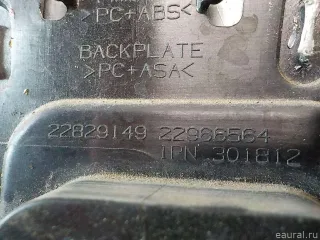 >PC+ABS<
BACKPLATE
>PC+ASA<
22829149 22966564
IPN 301812
eaural.ru